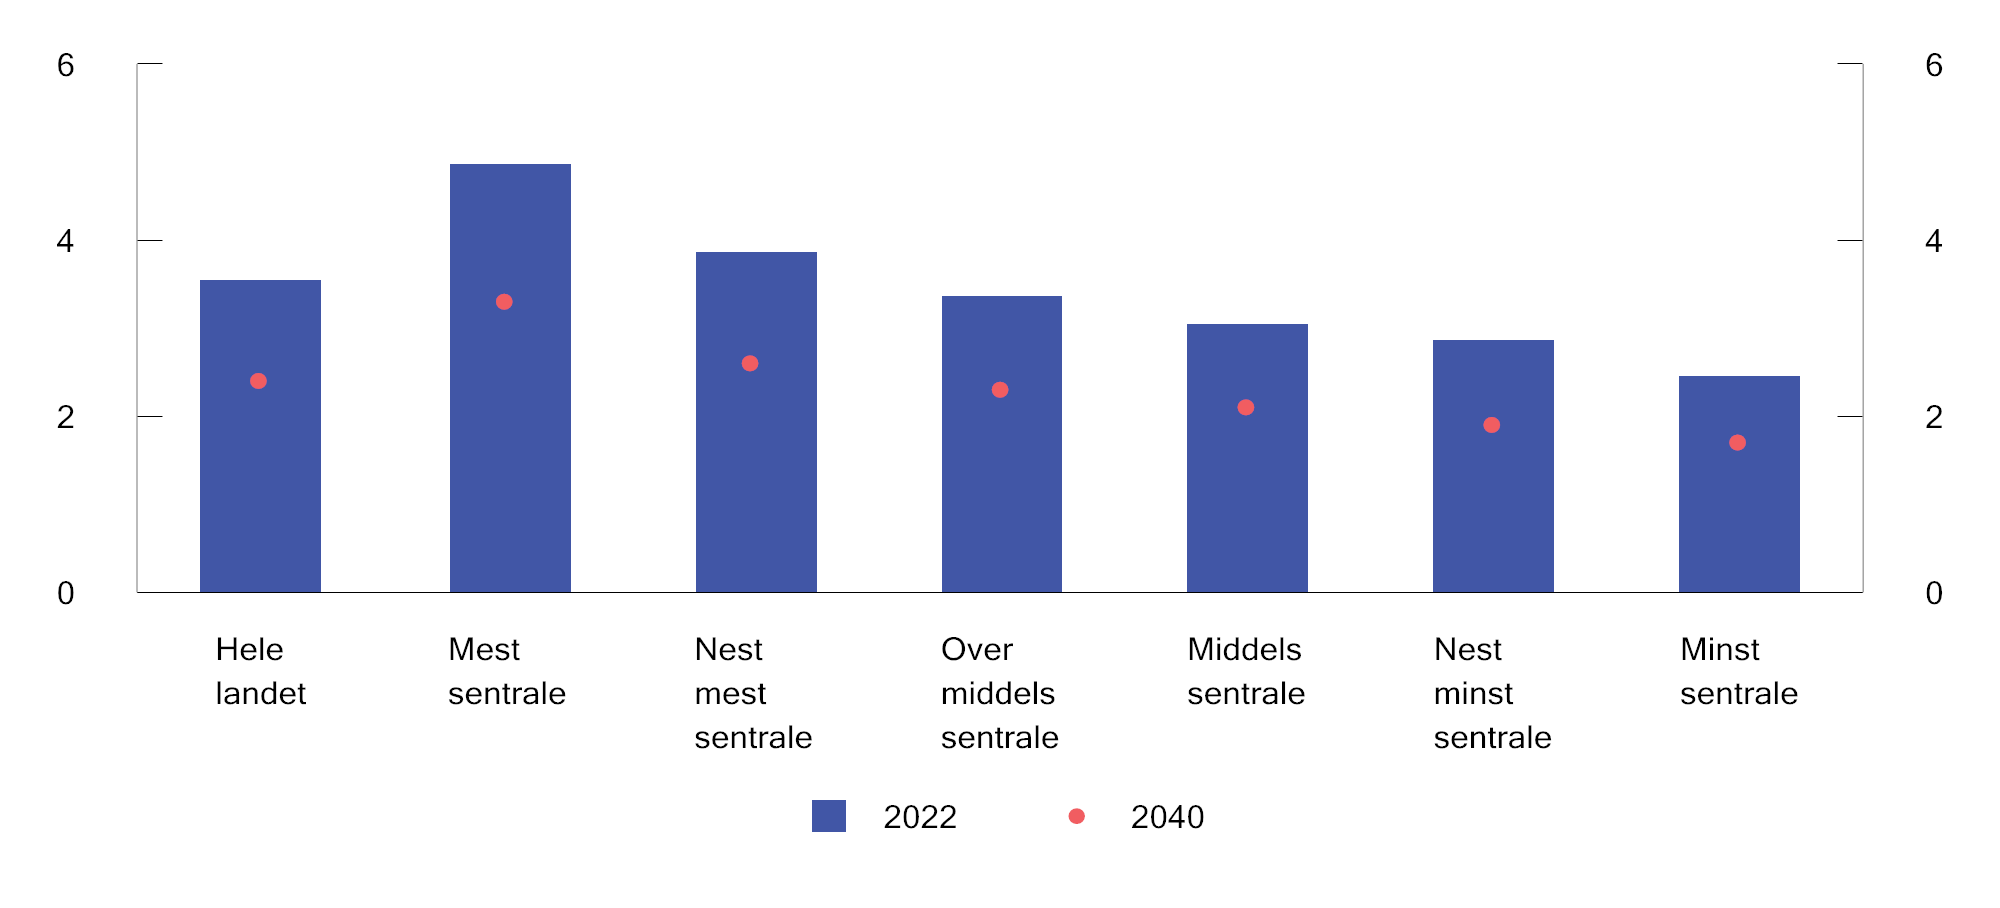 6 6
4 4
2 2
0 0
Hele Mest Nest Over Middels Nest Minst
landet sentrale mest middels sentrale minst sentrale
sentrale sentrale sentrale
2022 2040